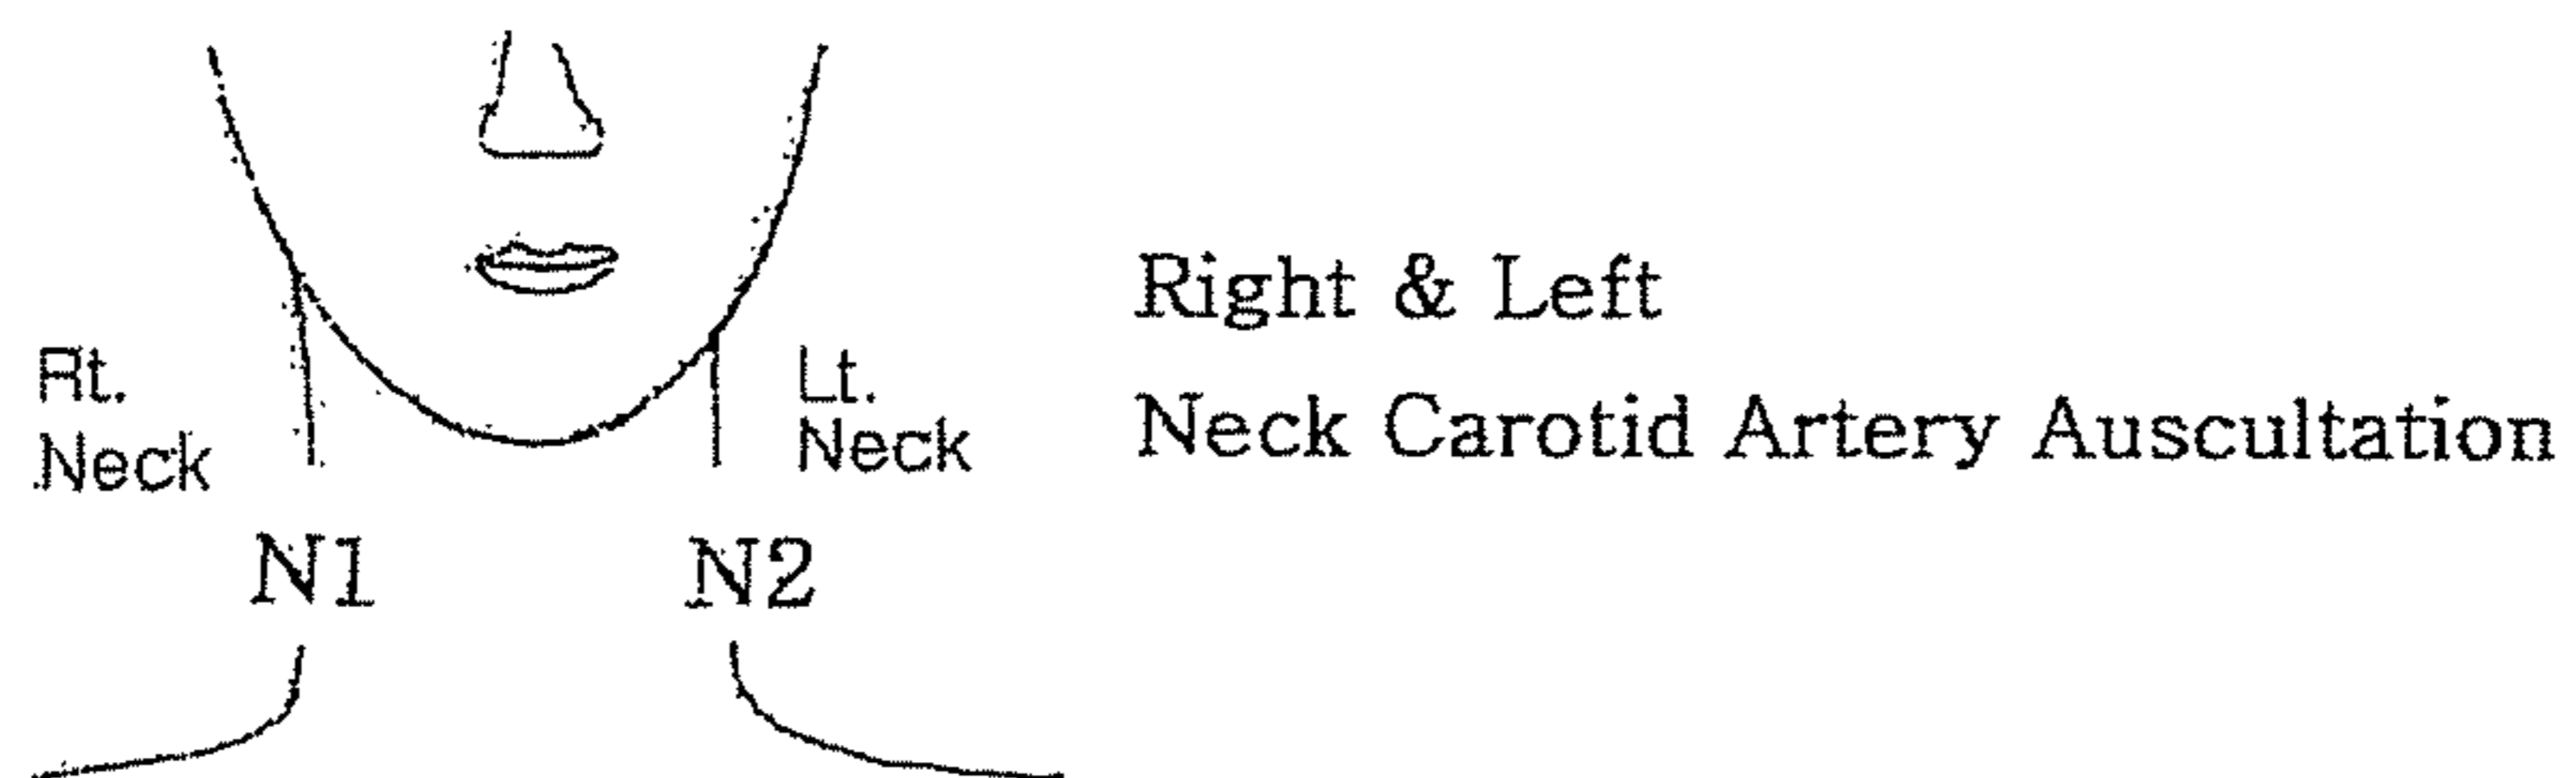 Right & Left
Rt.
Neck
Lt.
Neck
Neck Carotid Artery Auscultation
N1
N2